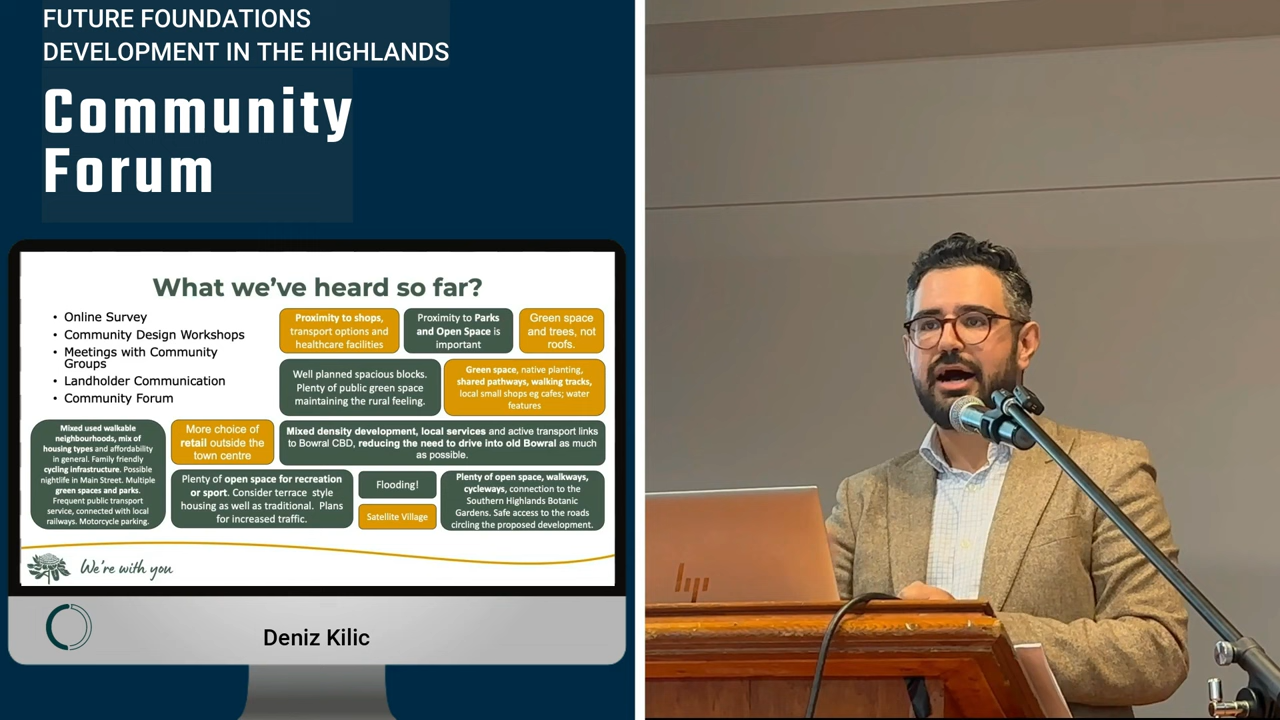 FUTURE FOUNDATIONS
DEVELOPMENT IN THE HIGHLANDS
Community
Forum
What we've heard so far?
• Online Survey
• Community Design Workshops
• Meetings with Community
Groups
• Landholder Communication
• Community Forum
Proximity to shops,
transport options and
healthcare facilities
Proximity to Parks
and Open Space is
important
Green space
and trees, not
roofs.
Well planned spacious blocks.
Plenty of public green space
maintaining the rural feeling.
Green space, native planting,
shared pathways, walking tracks,
local small shops eg cafes; water
features
Mixed used walkable
neighbourhoods, mix of
housing types and affordability
in general. Family friendly
cycling infrastructure. Possible
nightlife in Main Street. Multiple
green spaces and parks.
Frequent public transport
service, connected with local
railways. Motorcycle parking.
More choice of
retail outside the
town centre
Mixed density development, local services and active transport links
to Bowral CBD, reducing the need to drive into old Bowral as much
as possible.
Plenty of open space for recreation
or sport. Consider terrace style
housing as well as traditional. Plans
for increased traffic.
Flooding!
Satellite Village
Plenty of open space, walkways,
cycleways, connection to the
Southern Highlands Botanic
Gardens. Safe access to the roads
circling the proposed development.
We're with you
Deniz Kilic
hp